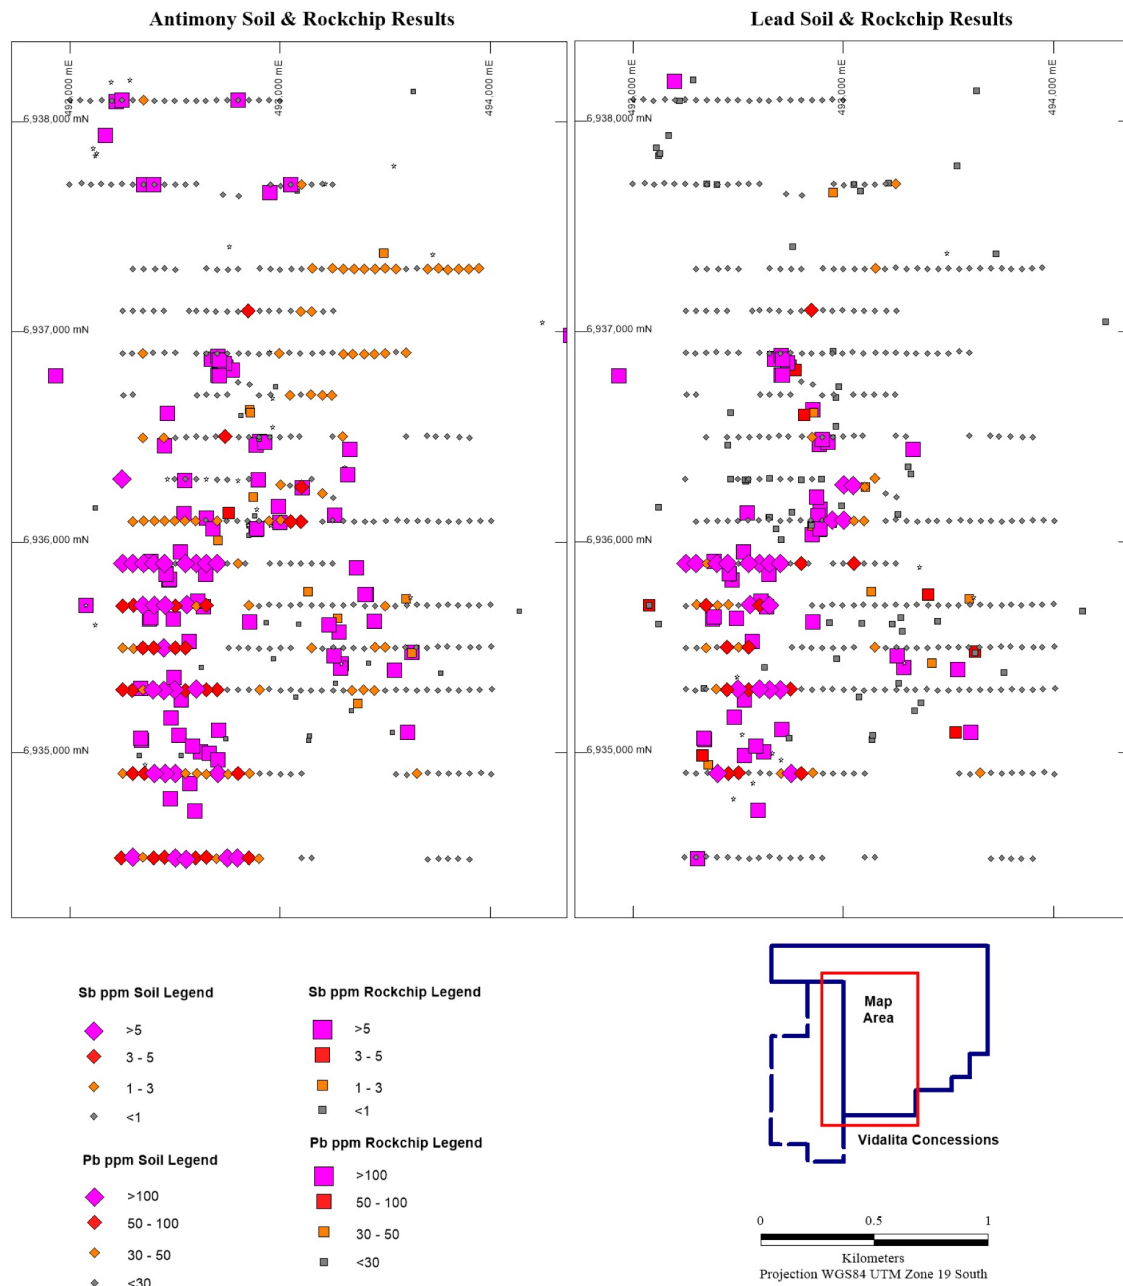 Antimony Soil & Rockchip Results
Lead Soil & Rockchip Results
492,000 mE
493,000 mE
494,000 mE
492,000 mE
493,000 mE
494,000 mE
6,938,000 mN
6,938,000 mN
6,937,000 mN
6,937,000 mN
6,936,000 mN
6,936,000 mN
6,935,000 mN
6,935,000 mN
Sb ppm Soil Legend
>5
3 - 5
1 - 3
<1
Sb ppm Rockchip Legend
>5
3 - 5
1 - 3
<1
Pb ppm Soil Legend
>100
50 - 100
30 - 50
<30
Pb ppm Rockchip Legend
>100
50 - 100
30 - 50
<30
Map
Area
Vidalita Concessions
0 0.5 1
Kilometers
Projection WGS84 UTM Zone 19 South